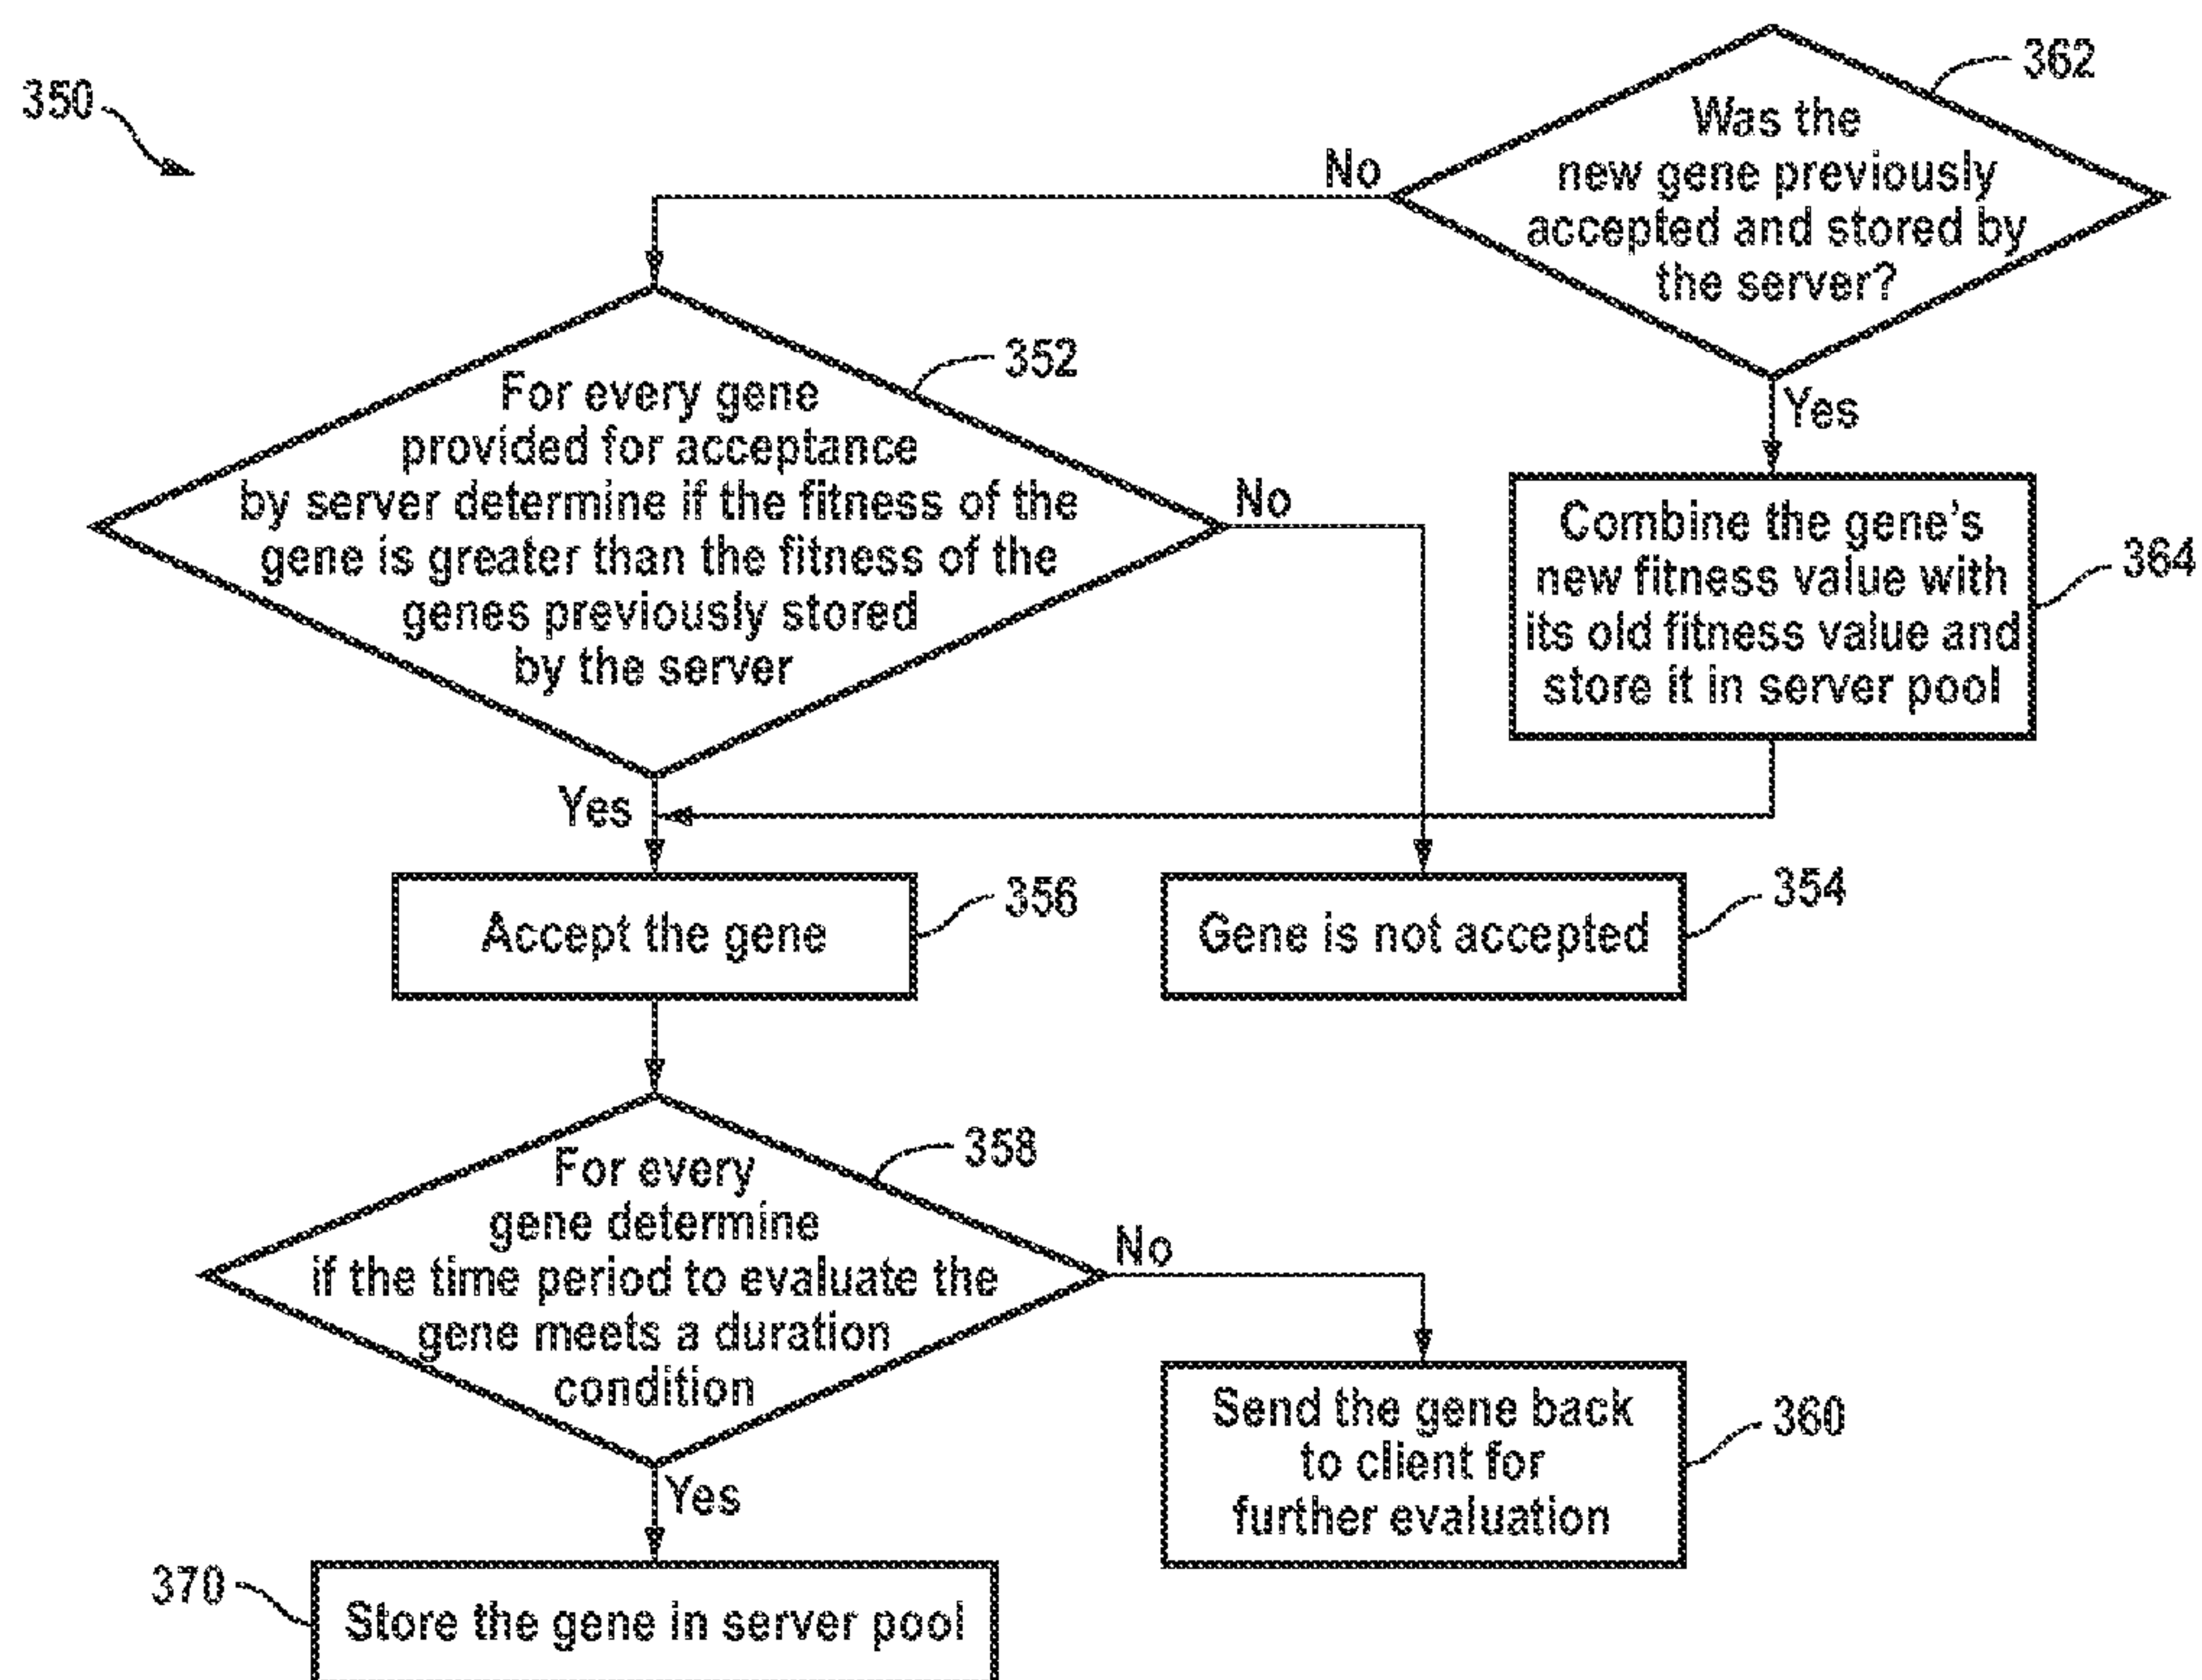 350
362
Was the
new gene previously
accepted and stored by
the server?
No
Yes
352
For every gene
provided for acceptance
by server determine if the fitness of the
gene is greater than the fitness of the
genes previously stored
by the server
No
Yes
Combine the gene's
new fitness value with
its old fitness value and
store it in server pool
364
Accept the gene
356
Gene is not accepted
354
For every
gene determine
if the time period to evaluate the
gene meets a duration
condition
358
No
Yes
Send the gene back
to client for
further evaluation
360
370
Store the gene in server pool